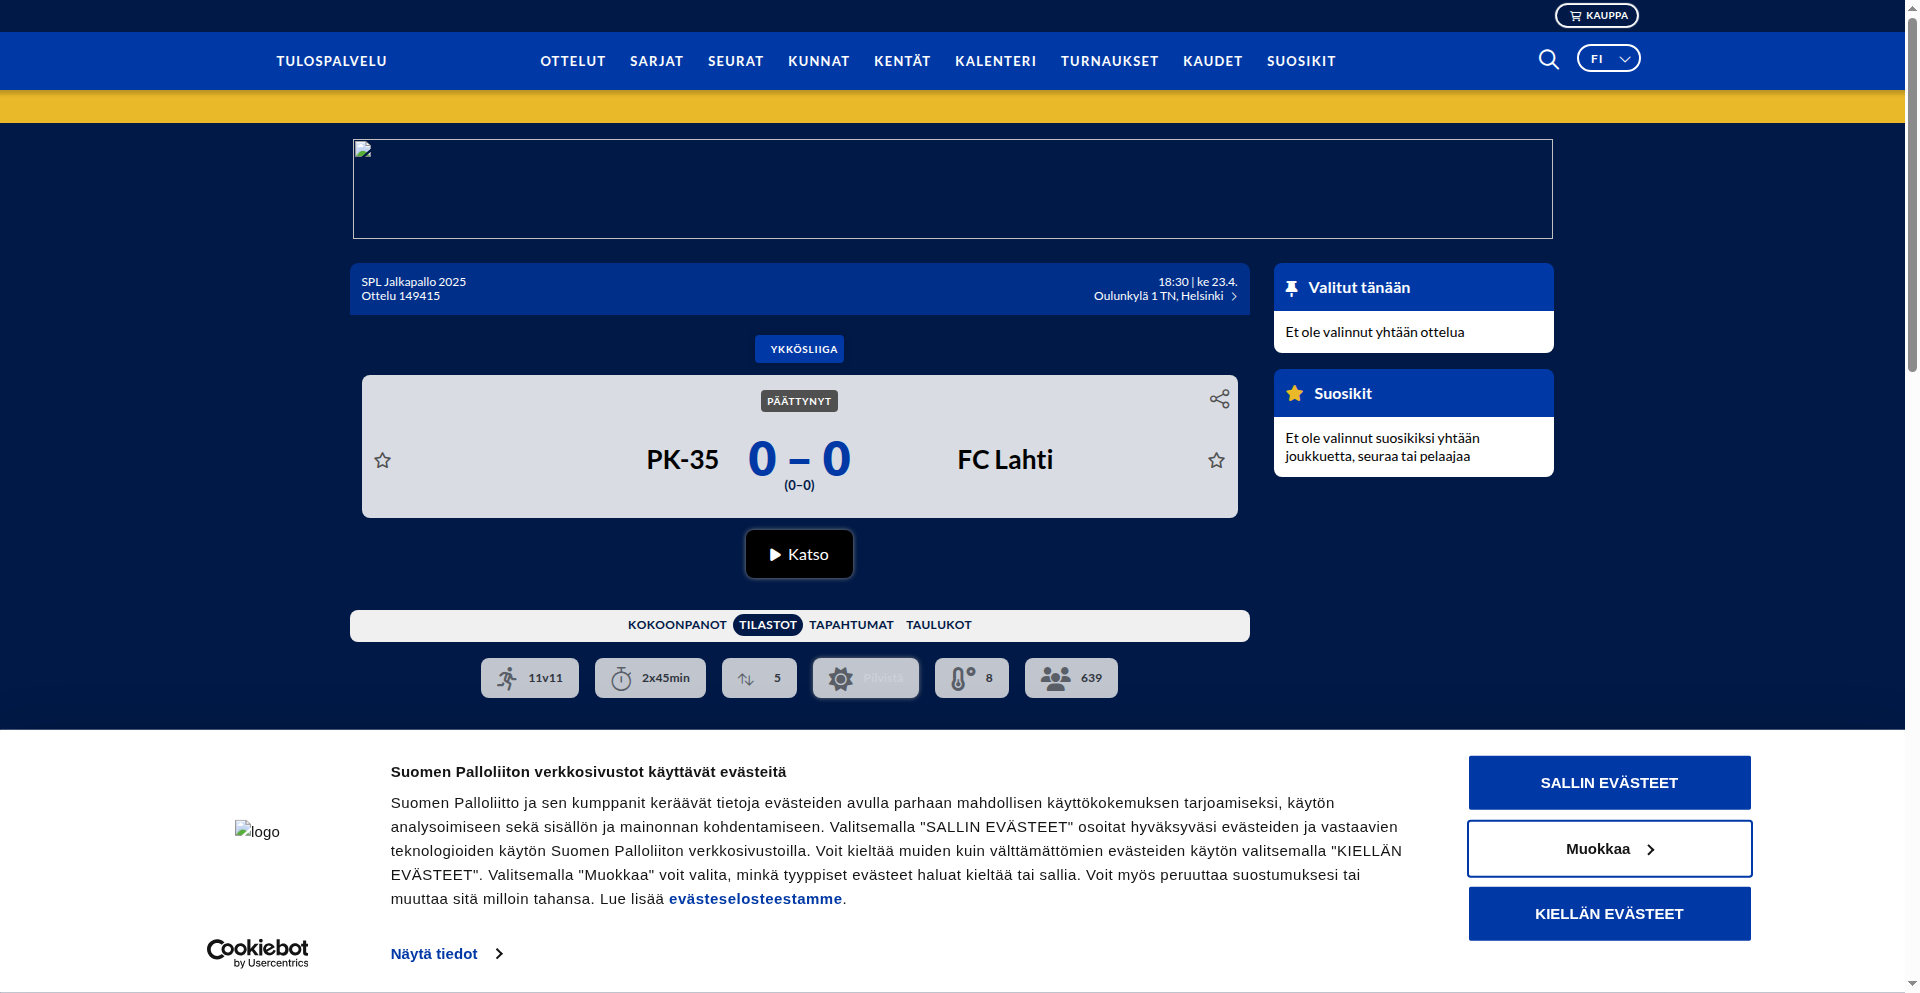 KAUPPA
TULOSPALVELU
OTTELUT SARJAT SEURAT KUNNAT KENTÄT KALENTERI TURNAUKSET KAUDET SUOSIKIT
FI
SPL Jalkapallo 2025
Ottelu 149415
18:30 | ke 23.4.
Oulunkylä 1 TN, Helsinki
YKKÖSLIIGA
PÄÄTTYNYT
PK-35 0 – 0 FC Lahti
(0–0)
Katso
KOKOONPANOT TILASTOT TAPAHTUMAT TAULUKOT
11v11 2x45min 5 Pilvistä 8 639
Valitut tänään
Et ole valinnut yhtään ottelua
Suosikit
Et ole valinnut suosikiksi yhtään
joukkuetta, seuraa tai pelaajaa
logo
Cookiebot
by Usercentrics
Suomen Palloliiton verkkosivustot käyttävät evästeitä
Suomen Palloliitto ja sen kumppanit keräävät tietoja evästeiden avulla parhaan mahdollisen käyttökokemuksen tarjoamiseksi, käytön
analysoimiseen sekä sisällön ja mainonnan kohdentamiseen. Valitsemalla "SALLIN EVÄSTEET" osoitat hyväksyväsi evästeiden ja vastaavien
teknologioiden käytön Suomen Palloliiton verkkosivustoilla. Voit kieltää muiden kuin välttämättömien evästeiden käytön valitsemalla "KIELLÄN
EVÄSTEET". Valitsemalla "Muokkaa" voit valita, minkä tyyppiset evästeet haluat kieltää tai sallia. Voit myös peruuttaa suostumuksesi tai
muuttaa sitä milloin tahansa. Lue lisää evästeselosteestamme.
Näytä tiedot
SALLIN EVÄSTEET
Muokkaa
KIELLÄN EVÄSTEET